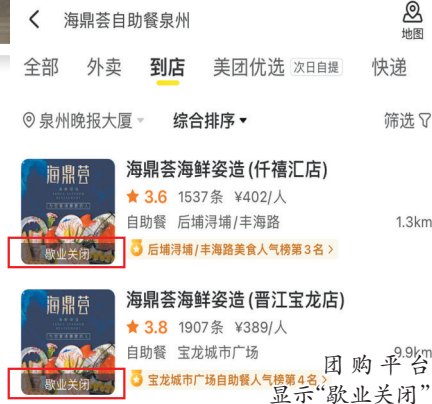 海鼎荟自助餐泉州
地图
全部 外卖 到店 美团优选 次日自提 快递
泉州晚报大厦 综合排序 筛选
海鼎荟
歇业关闭
海鼎荟海鲜姿造(仟禧汇店)
3.6 1537条 ¥402/人
自助餐 后埔浔埔/丰海路 1.3km
后埔浔埔/丰海路美食人气榜第3名
海鼎荟
歇业关闭
海鼎荟海鲜姿造(晋江宝龙店)
3.8 1907条 ¥389/人
自助餐 宝龙城市广场 9.9km
宝龙城市广场自助餐人气榜第4名
团购平台
显示“歇业关闭”